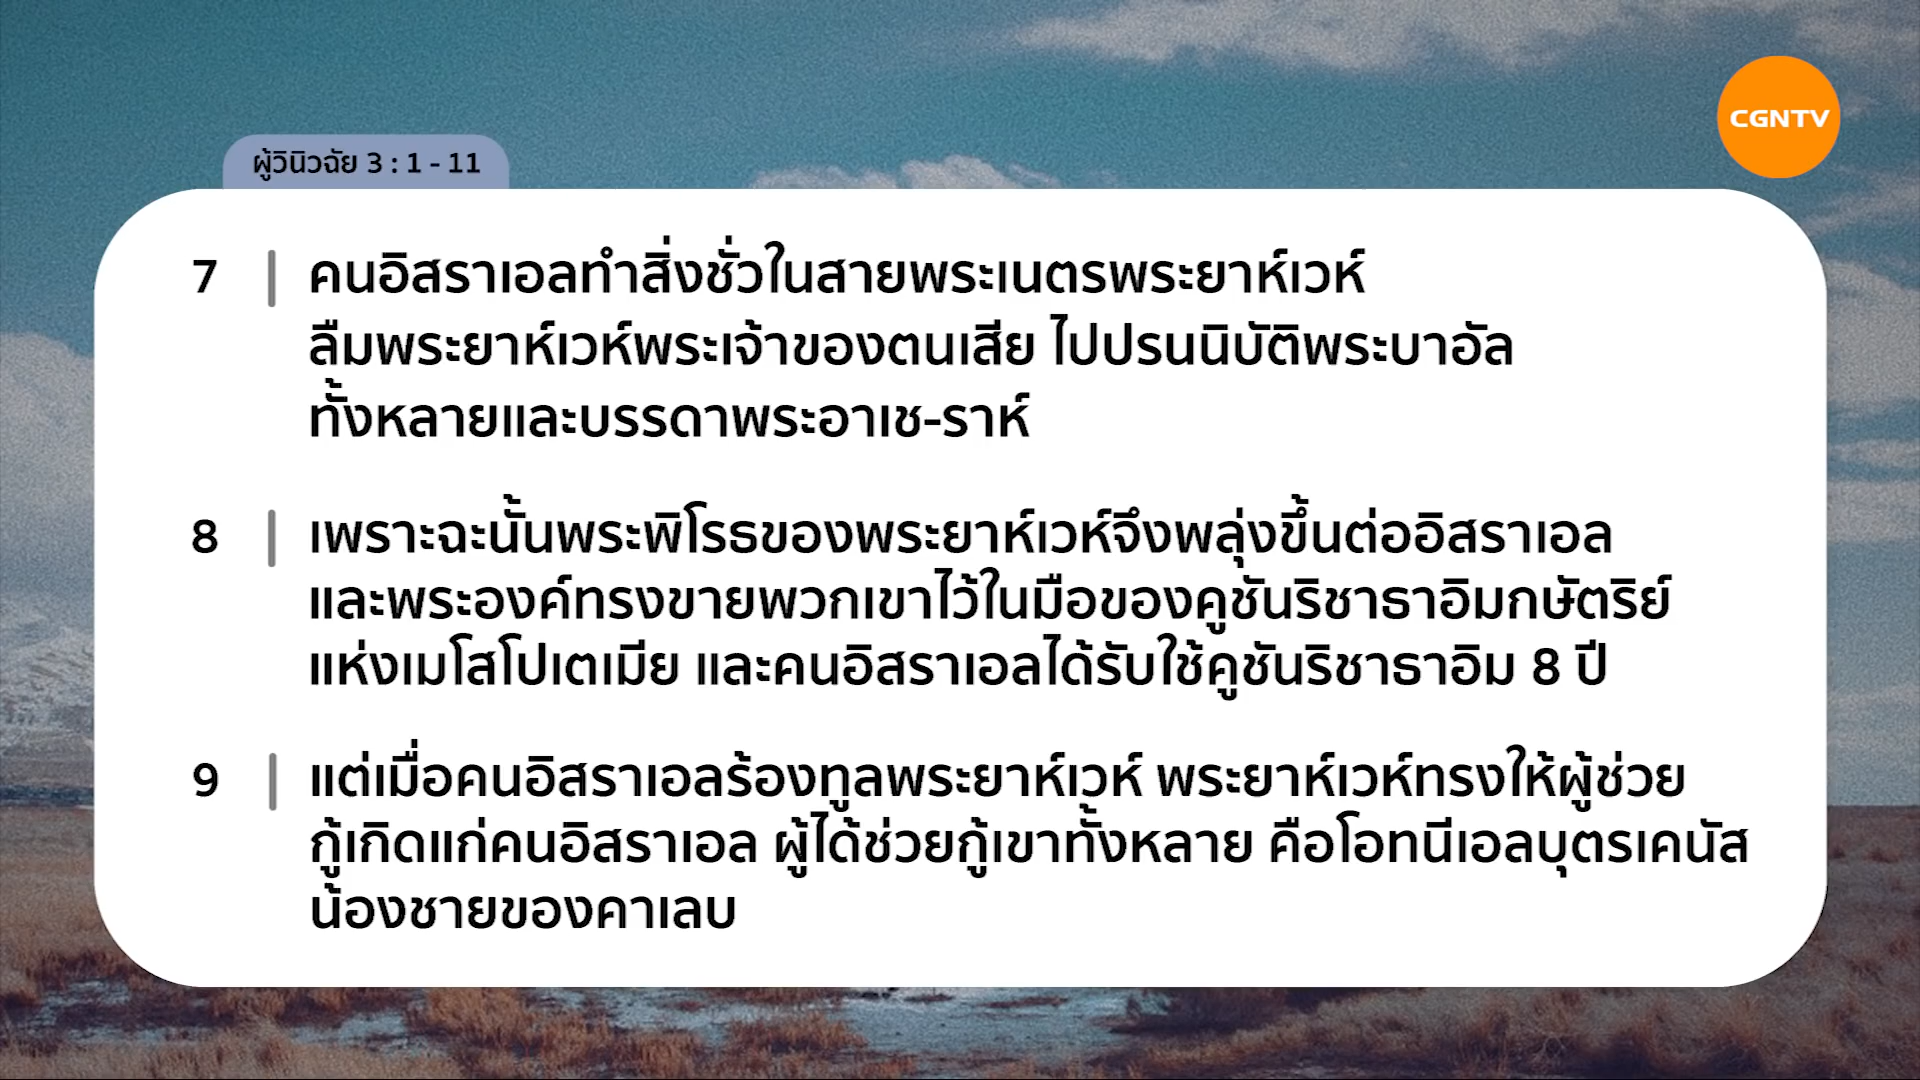 CGNTV
ผู้วินิวฉัย 3 : 1 - 11
7 คนอิสราเอลทำสิ่งชั่วในสายพระเนตรพระยาห์เวห์
ลืมพระยาห์เวห์พระเจ้าของตนเสีย ไปปรนนิบัติพระบาอัล
ทั้งหลายและบรรดาพระอาเช-ราห์
8 เพราะฉะนั้นพระพิโรธของพระยาห์เวห์จึงพลุ่งขึ้นต่ออิสราเอล
และพระองค์ทรงขายพวกเขาไว้ในมือของคูชันริชาธาอิมกษัตริย์
แห่งเมโสโปเตเมีย และคนอิสราเอลได้รับใช้คูชันริชาธาอิม 8 ปี
9 แต่เมื่อคนอิสราเอลร้องทูลพระยาห์เวห์ พระยาห์เวห์ทรงให้ผู้ช่วย
กู้เกิดแก่คนอิสราเอล ผู้ได้ช่วยกู้เขาทั้งหลาย คือโอทนีเอลบุตรเคนัส
น้องชายของคาเลบ